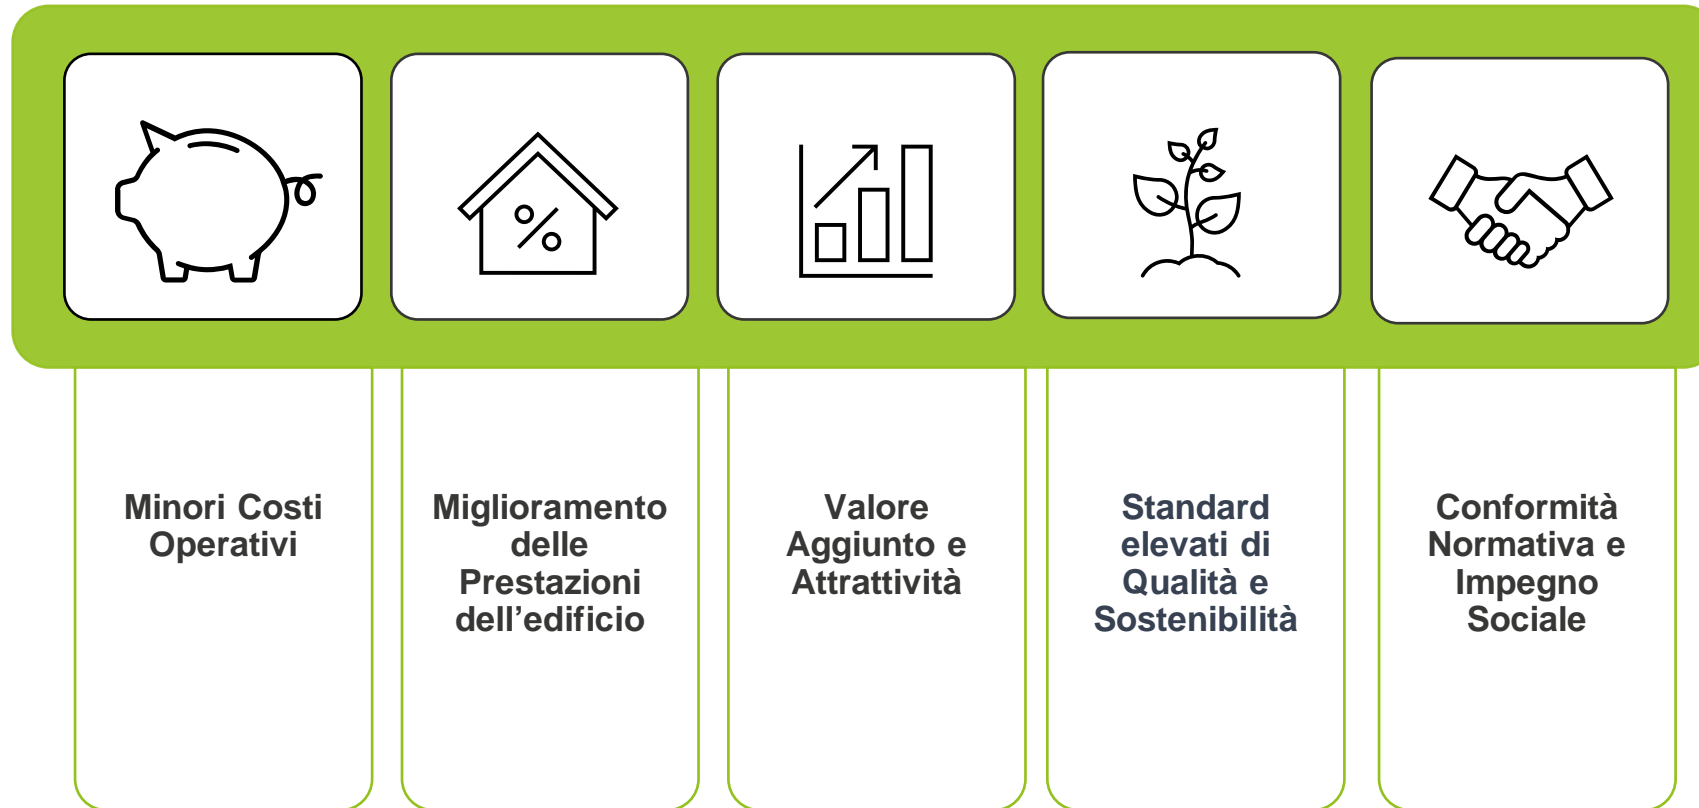 Minori Costi
Operativi
Miglioramento
delle
Prestazioni
dell’edificio
Valore
Aggiunto e
Attrattività
Standard
elevati di
Qualità e
Sostenibilità
Conformità
Normativa e
Impegno
Sociale